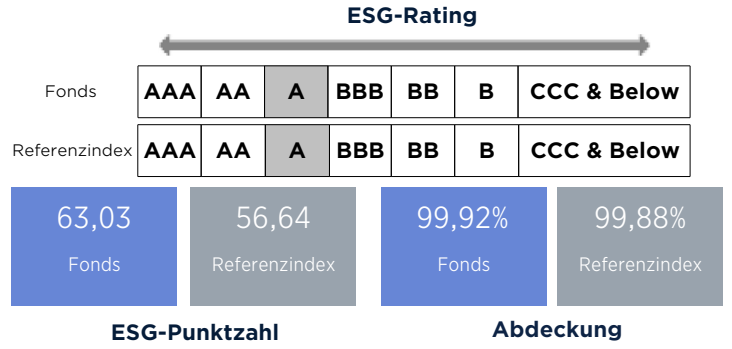 ESG-Rating
Fonds AAA AA A BBB BB B CCC & Below
Referenzindex AAA AA A BBB BB B CCC & Below
63,03 56,64 99,92% 99,88%
Fonds Referenzindex Fonds Referenzindex
ESG-Punktzahl Abdeckung